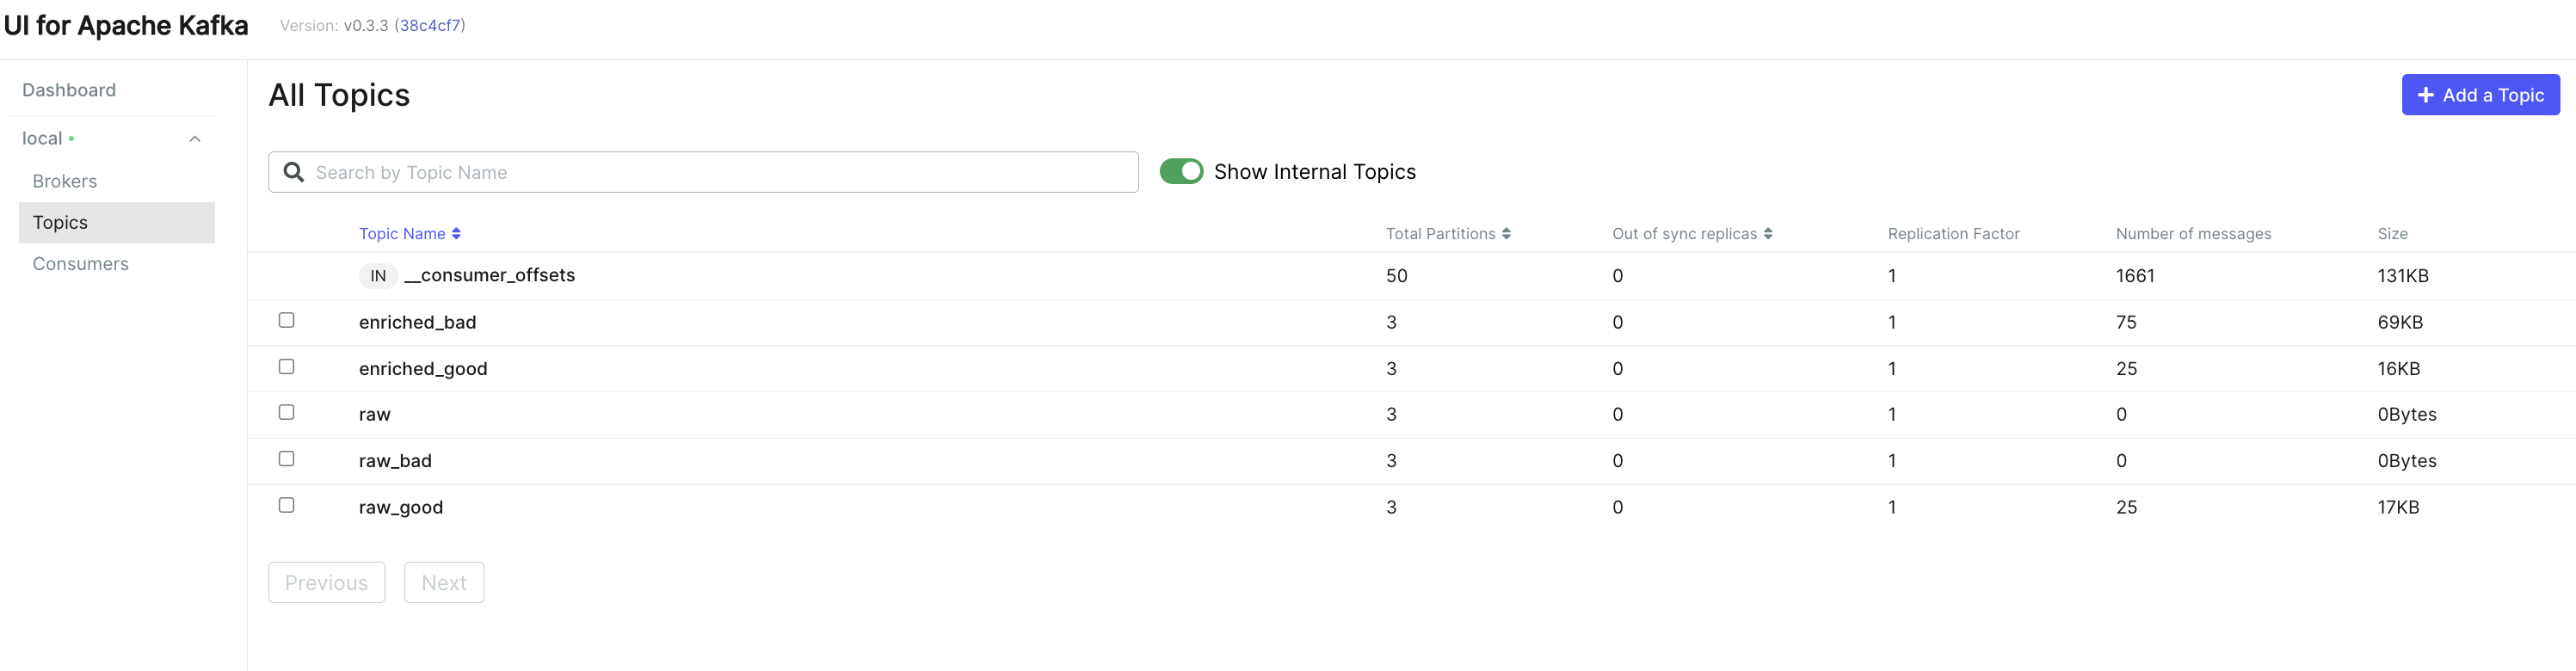 UI for Apache Kafka Version: v0.3.3 (38c4cf7)
Dashboard
local
Brokers
Topics
Consumers
All Topics
Add a Topic
Search by Topic Name
Show Internal Topics
Topic Name Total Partitions Out of sync replicas Replication Factor Number of messages Size
IN __consumer_offsets 50 0 1 1661 131KB
enriched_bad 3 0 1 75 69KB
enriched_good 3 0 1 25 16KB
raw 3 0 1 0 0Bytes
raw_bad 3 0 1 0 0Bytes
raw_good 3 0 1 25 17KB
Previous Next